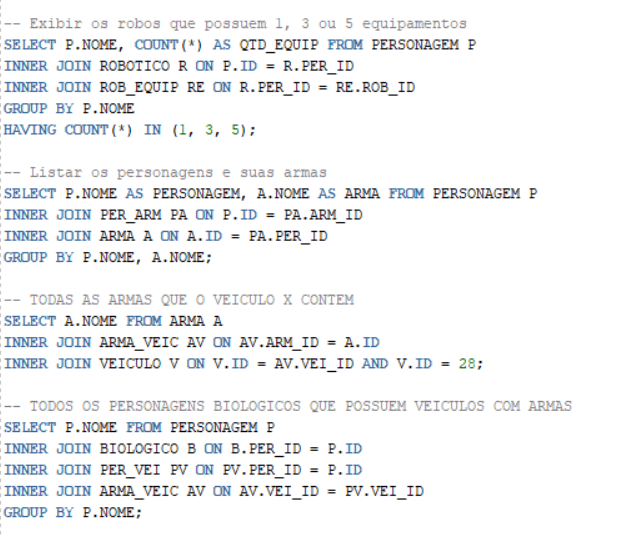 -- Exibir os robos que possuem 1, 3 ou 5 equipamentos
SELECT P.NOME, COUNT(*) AS QTD_EQUIP FROM PERSONAGEM P
INNER JOIN ROBOTICO R ON P.ID = R.PER_ID
INNER JOIN ROB_EQUIP RE ON R.PER_ID = RE.ROB_ID
GROUP BY P.NOME
HAVING COUNT(*) IN (1, 3, 5);

-- Listar os personagens e suas armas
SELECT P.NOME AS PERSONAGEM, A.NOME AS ARMA FROM PERSONAGEM P
INNER JOIN PER_ARM PA ON P.ID = PA.ARM_ID
INNER JOIN ARMA A ON A.ID = PA.PER_ID
GROUP BY P.NOME, A.NOME;

-- TODAS AS ARMAS QUE O VEICULO X CONTEM
SELECT A.NOME FROM ARMA A
INNER JOIN ARMA_VEIC AV ON AV.ARM_ID = A.ID
INNER JOIN VEICULO V ON V.ID = AV.VEI_ID AND V.ID = 28;

-- TODOS OS PERSONAGENS BIOLOGICOS QUE POSSUEM VEICULOS COM ARMAS
SELECT P.NOME FROM PERSONAGEM P
INNER JOIN BIOLOGICO B ON B.PER_ID = P.ID
INNER JOIN PER_VEI PV ON PV.PER_ID = P.ID
INNER JOIN ARMA_VEIC AV ON AV.VEI_ID = PV.VEI_ID
GROUP BY P.NOME;